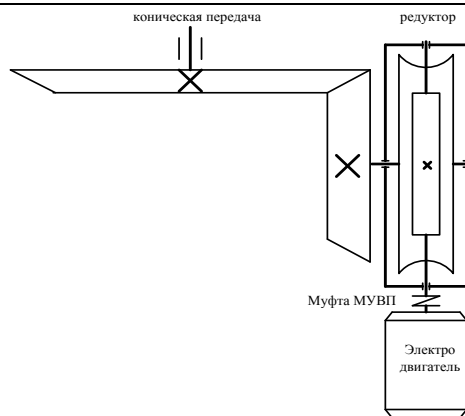 коническая передача
редуктор
Муфта МУВП
Электро
двигатель